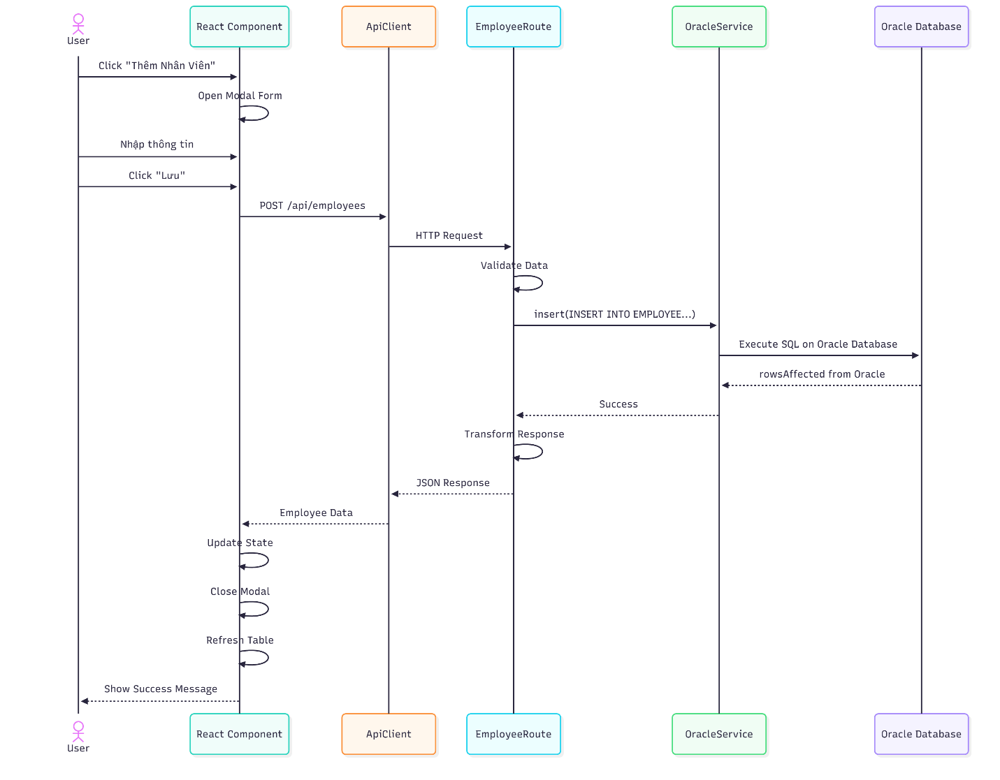 User
React Component
ApiClient
EmployeeRoute
OracleService
Oracle Database
Click "Thêm Nhân Viên"
Open Modal Form
Nhập thông tin
Click "Lưu"
POST /api/employees
HTTP Request
Validate Data
insert(INSERT INTO EMPLOYEE...)
Execute SQL on Oracle Database
rowsAffected from Oracle
Success
Transform Response
JSON Response
Employee Data
Update State
Close Modal
Refresh Table
Show Success Message
User
React Component
ApiClient
EmployeeRoute
OracleService
Oracle Database